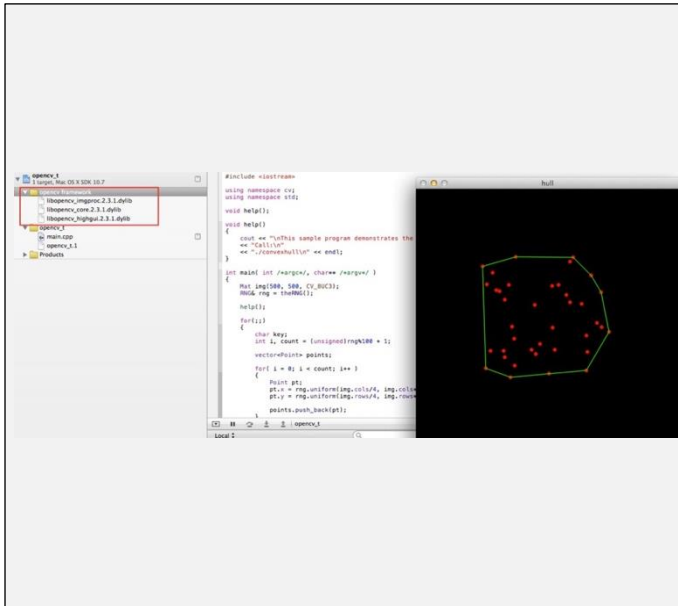 opencv_t
1 target, Mac OS X SDK 10.7
opencv framework
libopencv_imgproc.2.3.1.dylib
libopencv_core.2.3.1.dylib
libopencv_highgui.2.3.1.dylib
opencv_t
main.cpp
opencv_t.1
Products
#include <iostream>
using namespace cv;
using namespace std;
void help();
void help()
{
cout << "\nThis sample program demonstrates the
<< "Call:\n"
<< "./convexhull\n" << endl;
}
int main( int /*argc*/, char** /*argv*/ )
{
Mat img(500, 500, CV_8UC3);
RNG& rng = theRNG();
help();
for(;;)
{
char key;
int i, count = (unsigned)rng%100 + 1;
vector<Point> points;
for( i = 0; i < count; i++ )
{
Point pt;
pt.x = rng.uniform(img.cols/4, img.cols*
pt.y = rng.uniform(img.rows/4, img.rows*
points.push_back(pt);
}
opencv_t
Local
hull